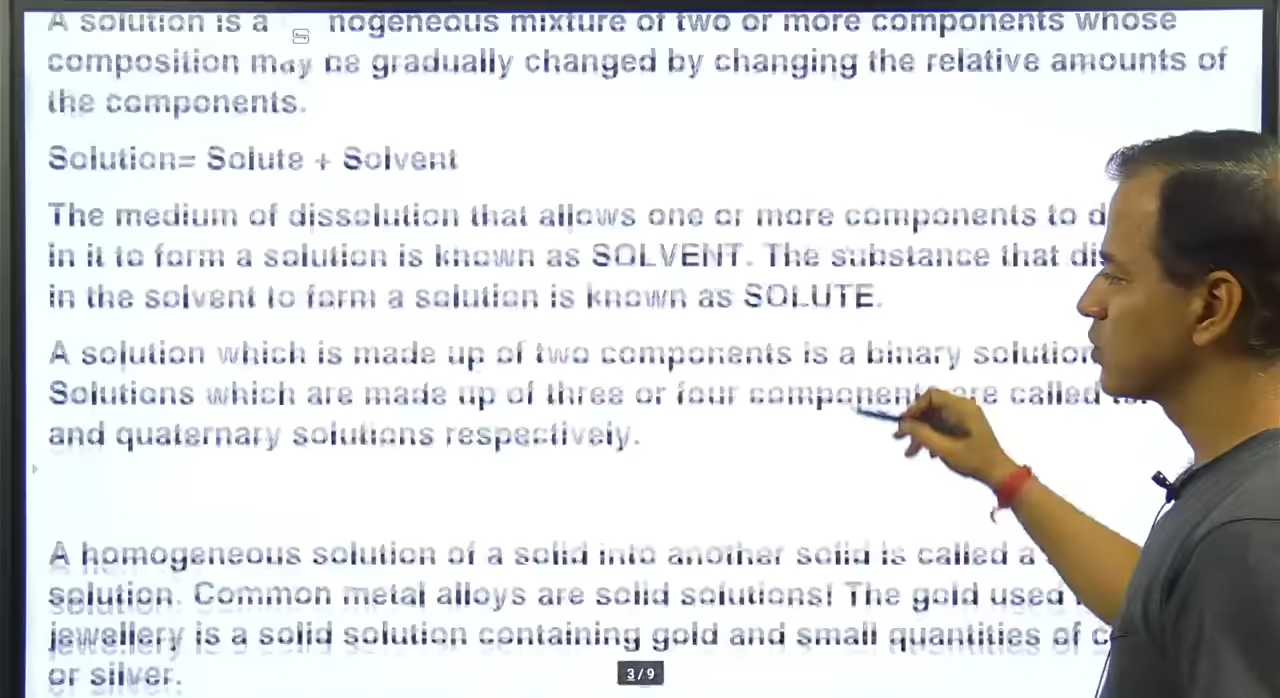 A solution is a nogeneous mixture of two or more components whose
composition may be gradually changed by changing the relative amounts of
the components.
Solution= Solute + Solvent
The medium of dissolution that allows one or more components to d
in it to form a solution is known as SOLVENT. The substance that dis
in the solvent to form a solution is known as SOLUTE.
A solution which is made up of two components is a binary solution
Solutions which are made up of three or four component are called
and quaternary solutions respectively.
A homogeneous solution of a solid into another solid is called a
solution. Common metal alloys are solid solutions! The gold used
jewellery is a solid solution containing gold and small quantities of c
or silver.
3/9